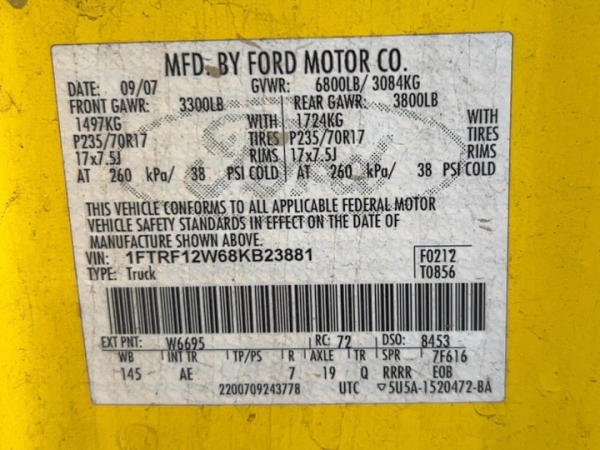 MFD. BY FORD MOTOR CO.
DATE: 09/07 GVWR: 6800LB/ 3084KG
FRONT GAWR: 3300LB REAR GAWR: 3800LB
1497KG WITH 1724KG WITH
P235/70R17 TIRES P235/70R17 TIRES
17x7.5J RIMS 17x7.5J RIMS
AT 260 kPa/ 38 PSI COLD AT 260 kPa/ 38 PSI COLD
Ford
THIS VEHICLE CONFORMS TO ALL APPLICABLE FEDERAL MOTOR
VEHICLE SAFETY STANDARDS IN EFFECT ON THE DATE OF
MANUFACTURE SHOWN ABOVE.
VIN: 1FTRF12W68KB23881 F0212
TYPE: Truck T0856
EXT PNT: W6695 RC: 72 DSO: 8453
WB INT TR TP/PS R AXLE TR SPR 7F616
145 AE 7 19 Q RRRR EOB
2200709243778 UTC ▽5U5A-1520472-BA